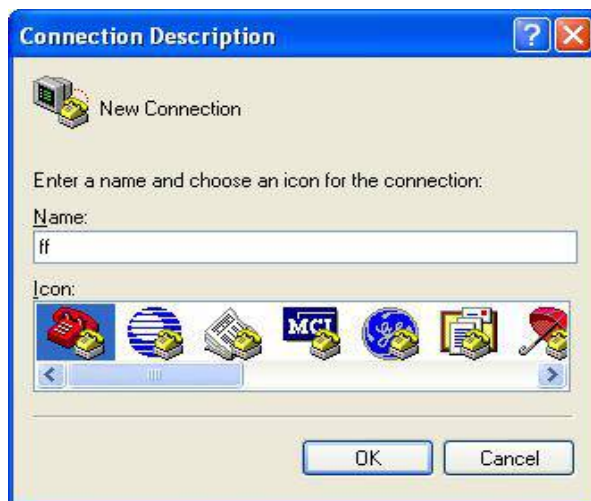 Connection Description
New Connection
Enter a name and choose an icon for the connection:
Name:
ff
Icon:
MCI
OK Cancel